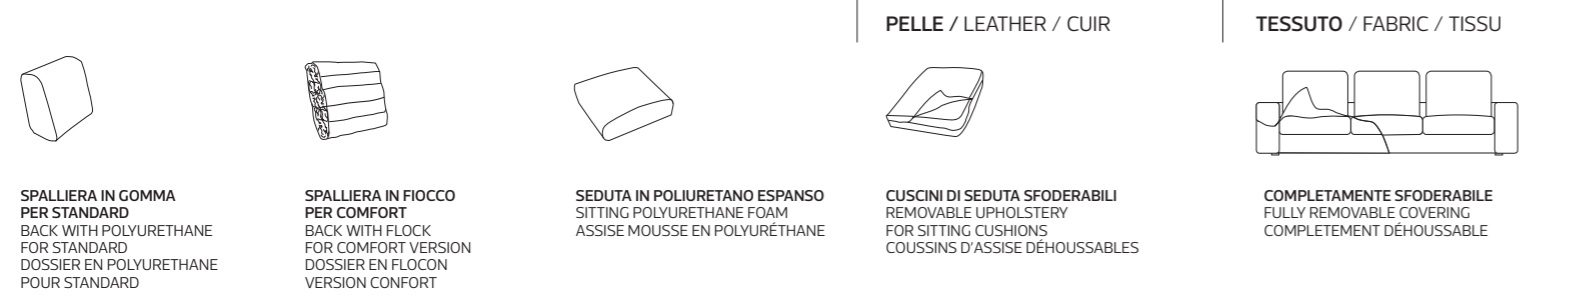 PELLE / LEATHER / CUIR
TESSUTO / FABRIC / TISSU
SPALLIERA IN GOMMA
PER STANDARD
BACK WITH POLYURETHANE
FOR STANDARD
DOSSIER EN POLYURETHANE
POUR STANDARD
SPALLIERA IN FIOCCO
PER COMFORT
BACK WITH FLOCK
FOR COMFORT VERSION
DOSSIER EN FLOCON
VERSION CONFORT
SEDUTA IN POLIURETANO ESPANSO
SITTING POLYURETHANE FOAM
ASSISE MOUSSE EN POLYURÉTHANE
CUSCINI DI SEDUTA SFODERABILI
REMOVABLE UPHOLSTERY
FOR SITTING CUSHIONS
COUSSINS D'ASSISE DÉHOUSSABLES
COMPLETAMENTE SFODERABILE
FULLY REMOVABLE COVERING
COMPLETEMENT DÉHOUSSABLE